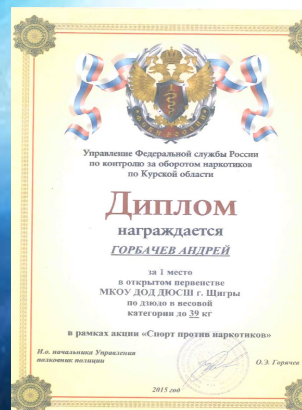 Управление Федеральной службы России
по контролю за оборотом наркотиков
по Курской области
Диплом
награждается
ГОРБАЧЕВ АНДРЕЙ
за 1 место
в открытом первенстве
МКОУ ДОД ДЮСШ г. Щигры
по дзюдо в весовой
категории до 39 кг
в рамках акции «Спорт против наркотиков»
И.о. начальника Управления
полковник полиции
О.Э. Горячев
2015 год